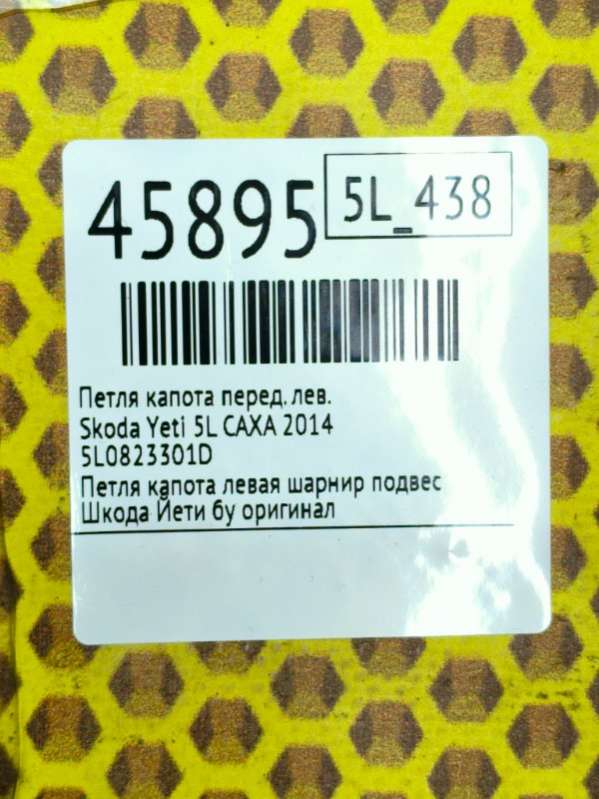 45895
5L_438
Петля капота перед. лев.
Skoda Yeti 5L CAXA 2014
5L0823301D
Петля капота левая шарнир подвес
Шкода Йети бу оригинал